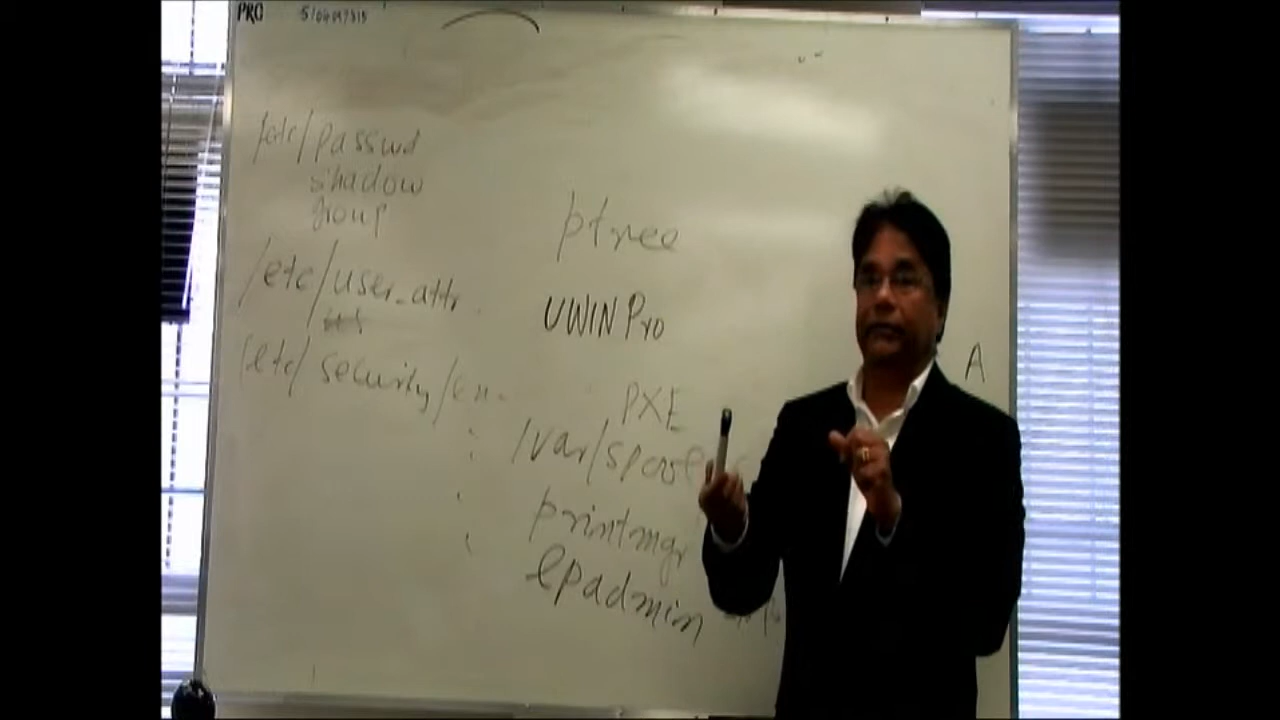 PRO
/etc/passwd
shadow
group
/etc/user_attr
/etc/security/
ptree
UWIN Pro
PXE
/var/spool
printmgr
lpadmin
A